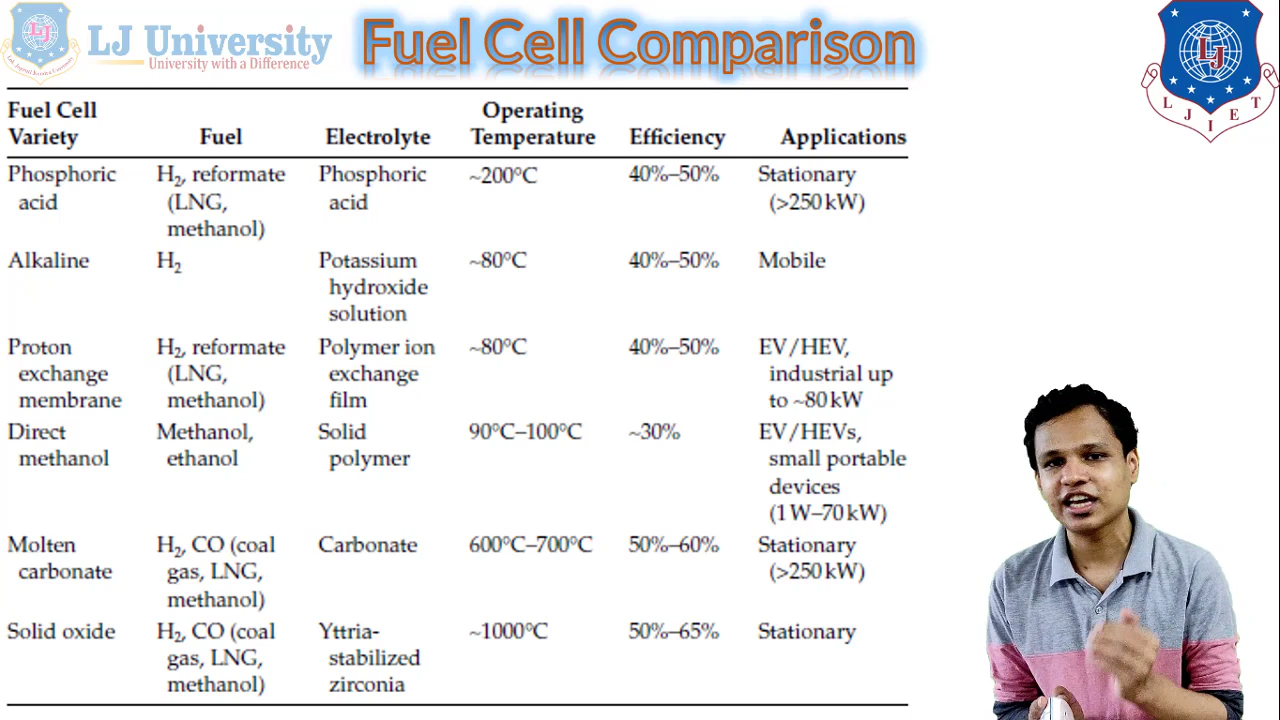 LJ University
University with a Difference
Fuel Cell Comparison
LJ
L J I E T
Fuel Cell Variety	Fuel	Electrolyte	Operating Temperature	Efficiency	Applications
Phosphoric acid	H₂, reformate (LNG, methanol)	Phosphoric acid	~200°C	40%–50%	Stationary (>250 kW)
Alkaline	H₂	Potassium hydroxide solution	~80°C	40%–50%	Mobile
Proton exchange membrane	H₂, reformate (LNG, methanol)	Polymer ion exchange film	~80°C	40%–50%	EV/HEV, industrial up to ~80 kW
Direct methanol	Methanol, ethanol	Solid polymer	90°C–100°C	~30%	EV/HEVs, small portable devices (1 W–70 kW)
Molten carbonate	H₂, CO (coal gas, LNG, methanol)	Carbonate	600°C–700°C	50%–60%	Stationary (>250 kW)
Solid oxide	H₂, CO (coal gas, LNG, methanol)	Yttria-stabilized zirconia	~1000°C	50%–65%	Stationary